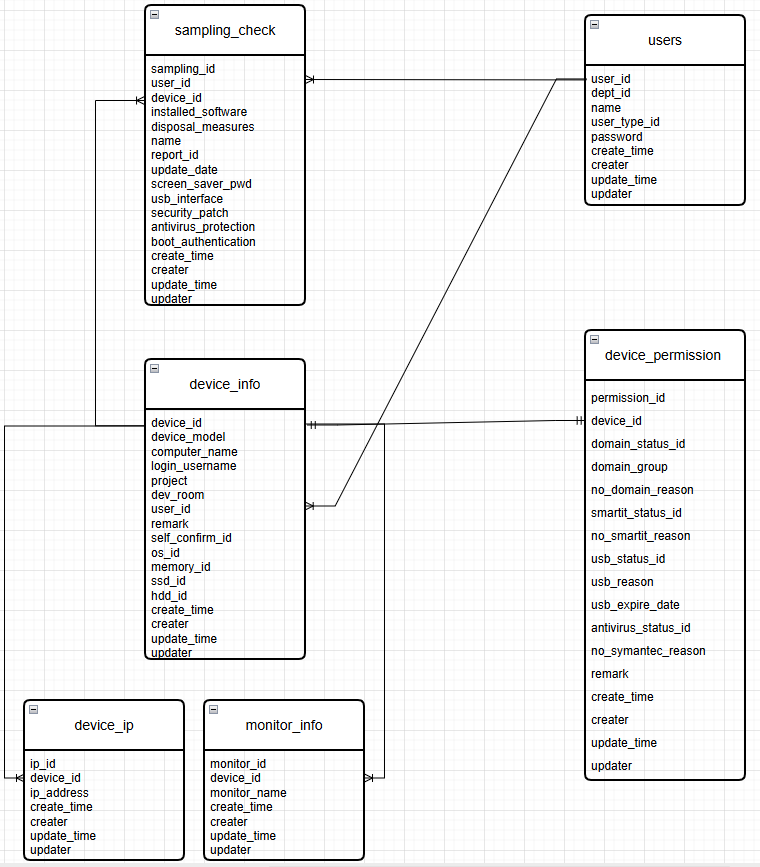 sampling_check
sampling_id
user_id
device_id
installed_software
disposal_measures
name
report_id
update_date
screen_saver_pwd
usb_interface
security_patch
antivirus_protection
boot_authentication
create_time
creater
update_time
updater
users
user_id
dept_id
name
user_type_id
password
create_time
creater
update_time
updater
device_info
device_id
device_model
computer_name
login_username
project
dev_room
user_id
remark
self_confirm_id
os_id
memory_id
ssd_id
hdd_id
create_time
creater
update_time
updater
device_permission
permission_id
device_id
domain_status_id
domain_group
no_domain_reason
smartit_status_id
no_smartit_reason
usb_status_id
usb_reason
usb_expire_date
antivirus_status_id
no_symantec_reason
remark
create_time
creater
update_time
updater
device_ip
ip_id
device_id
ip_address
create_time
creater
update_time
updater
monitor_info
monitor_id
device_id
monitor_name
create_time
creater
update_time
updater